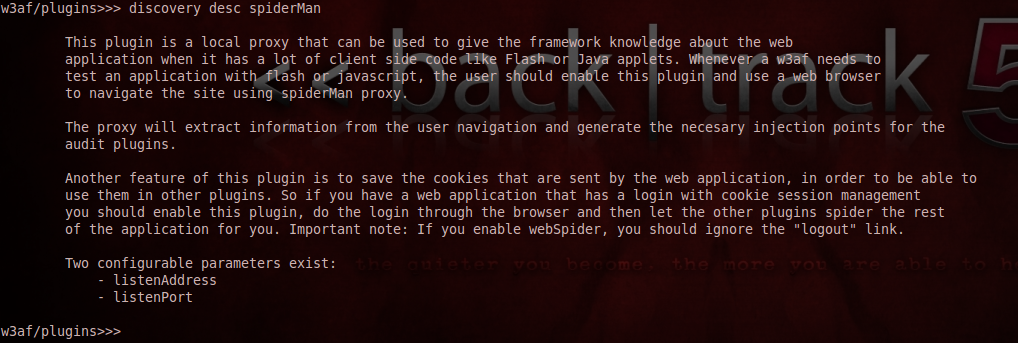 w3af/plugins>>> discovery desc spiderMan
This plugin is a local proxy that can be used to give the framework knowledge about the web
application when it has a lot of client side code like Flash or Java applets. Whenever a w3af needs to
test an application with flash or javascript, the user should enable this plugin and use a web browser
to navigate the site using spiderMan proxy.
The proxy will extract information from the user navigation and generate the necesary injection points for the
audit plugins.
Another feature of this plugin is to save the cookies that are sent by the web application, in order to be able to
use them in other plugins. So if you have a web application that has a login with cookie session management
you should enable this plugin, do the login through the browser and then let the other plugins spider the rest
of the application for you. Important note: If you enable webSpider, you should ignore the "logout" link.
Two configurable parameters exist:
- listenAddress
- listenPort
w3af/plugins>>>
<< back | track 5
the quieter you become, the more you are able to